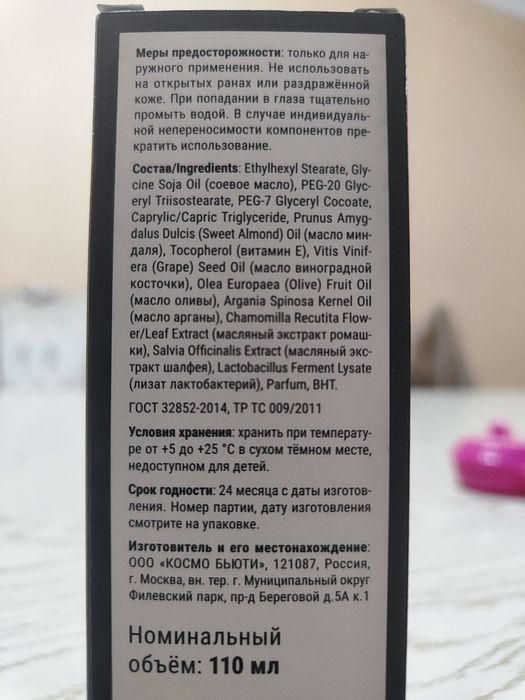 Меры предосторожности: только для на-
ружного применения. Не использовать
на открытых ранах или раздражённой
коже. При попадании в глаза тщательно
промыть водой. В случае индивидуаль-
ной непереносимости компонентов пре-
кратить использование.
Состав/Ingredients: Ethylhexyl Stearate, Gly-
cine Soja Oil (соевое масло), PEG-20 Glyc-
eryl Triisostearate, PEG-7 Glyceryl Cocoate,
Caprylic/Capric Triglyceride, Prunus Amyg-
dalus Dulcis (Sweet Almond) Oil (масло мин-
даля), Tocopherol (витамин Е), Vitis Vinif-
era (Grape) Seed Oil (масло виноградной
косточки), Olea Europaea (Olive) Fruit Oil
(масло оливы), Argania Spinosa Kernel Oil
(масло арганы), Chamomilla Recutita Flow-
er/Leaf Extract (масляный экстракт ромаш-
ки), Salvia Officinalis Extract (масляный экс-
тракт шалфея), Lactobacillus Ferment Lysate
(лизат лактобактерий), Parfum, BHT.
ГОСТ 32852-2014, ТР ТС 009/2011
Условия хранения: хранить при температу-
ре от +5 до +25 °C в сухом тёмном месте,
недоступном для детей.
Срок годности: 24 месяца с даты изготов-
ления. Номер партии, дату изготовления
смотрите на упаковке.
Изготовитель и его местонахождение:
ООО «КОСМО БЬЮТИ», 121087, Россия,
г. Москва, вн. тер. г. Муниципальный округ
Филевский парк, пр-д Береговой д.5А к.1
Номинальный
объём: 110 мл